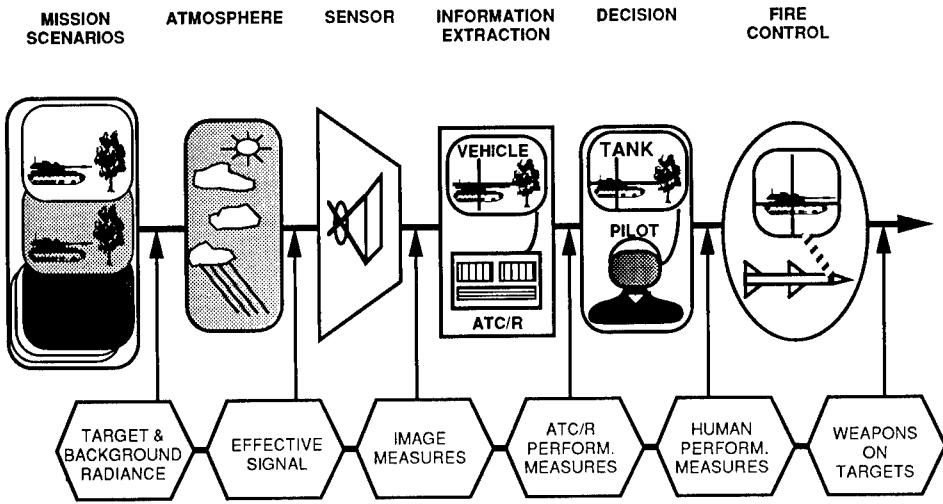 MISSION
SCENARIOS
ATMOSPHERE
SENSOR
INFORMATION
EXTRACTION
DECISION
FIRE
CONTROL
VEHICLE
ATC/R
TANK
PILOT
TARGET &
BACKGROUND
RADIANCE
EFFECTIVE
SIGNAL
IMAGE
MEASURES
ATC/R
PERFORM.
MEASURES
HUMAN
PERFORM.
MEASURES
WEAPONS
ON
TARGETS